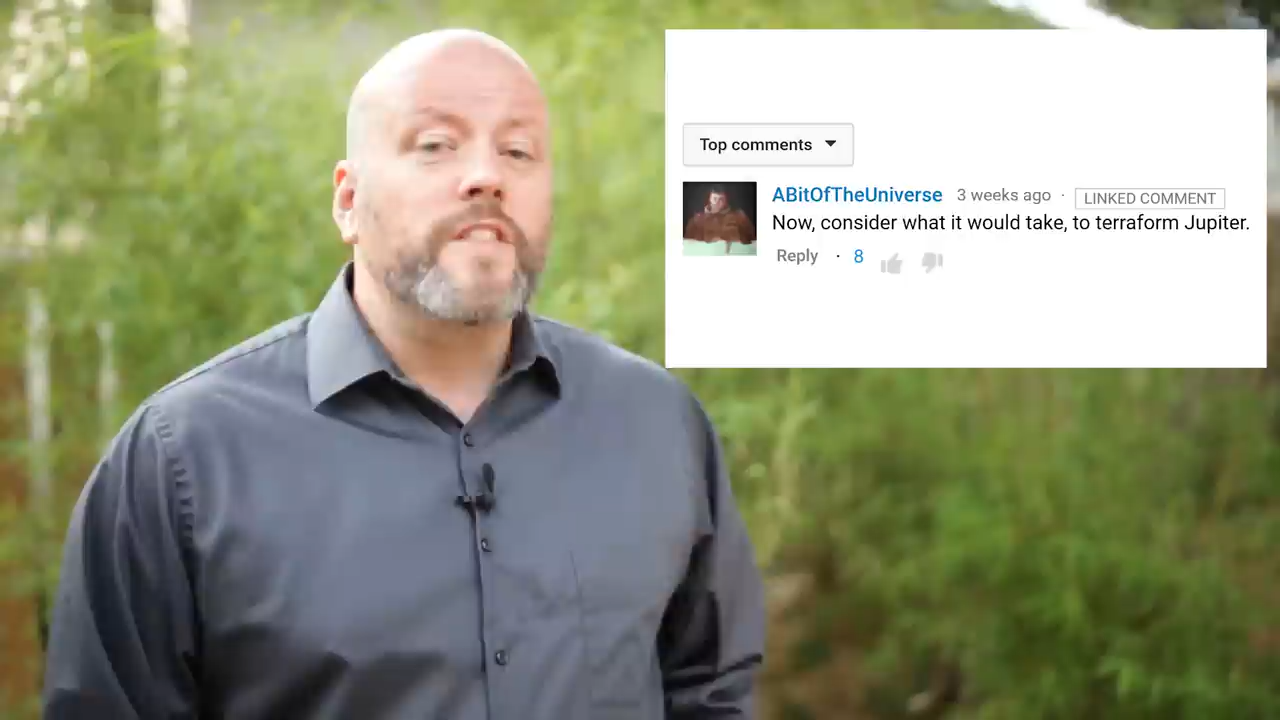 Top comments
ABitOfTheUniverse 3 weeks ago · LINKED COMMENT
Now, consider what it would take, to terraform Jupiter.
Reply · 8